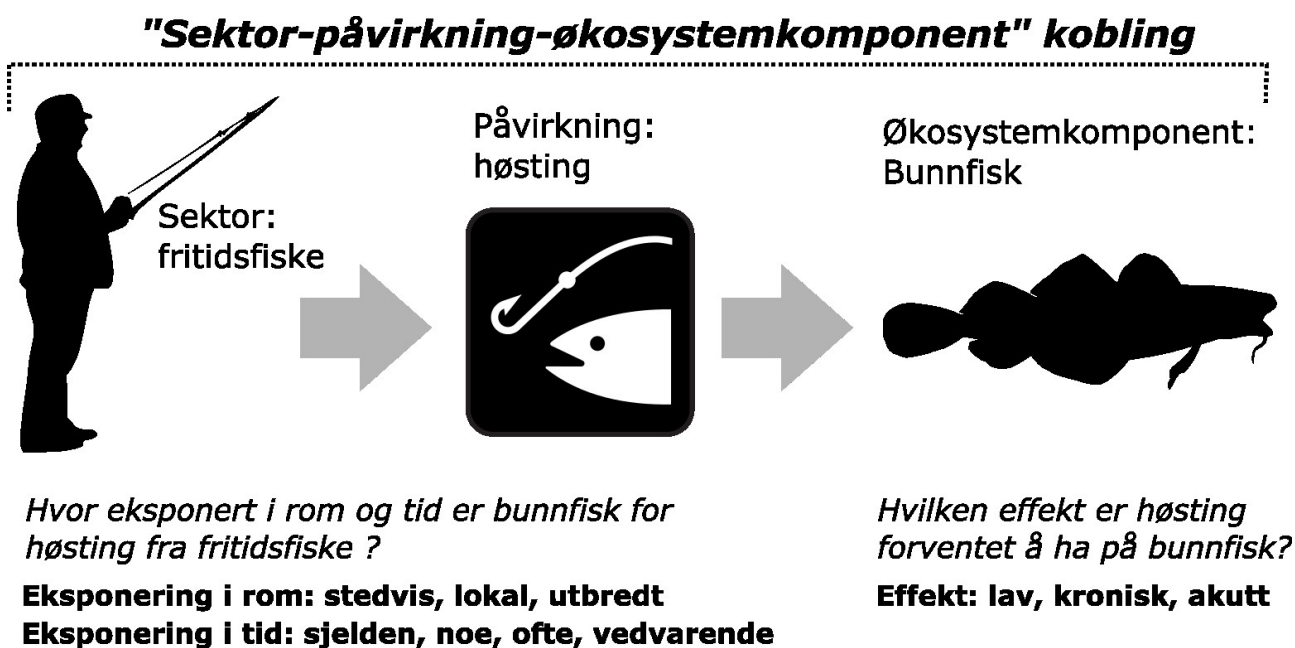 "Sektor-påvirkning-økosystemkomponent" kobling
Sektor:
fritidsfiske
Påvirkning:
høsting
Økosystemkomponent:
Bunnfisk
Hvor eksponert i rom og tid er bunnfisk for
høsting fra fritidsfiske ?
Eksponering i rom: stedvis, lokal, utbredt
Eksponering i tid: sjelden, noe, ofte, vedvarende
Hvilken effekt er høsting
forventet å ha på bunnfisk?
Effekt: lav, kronisk, akutt